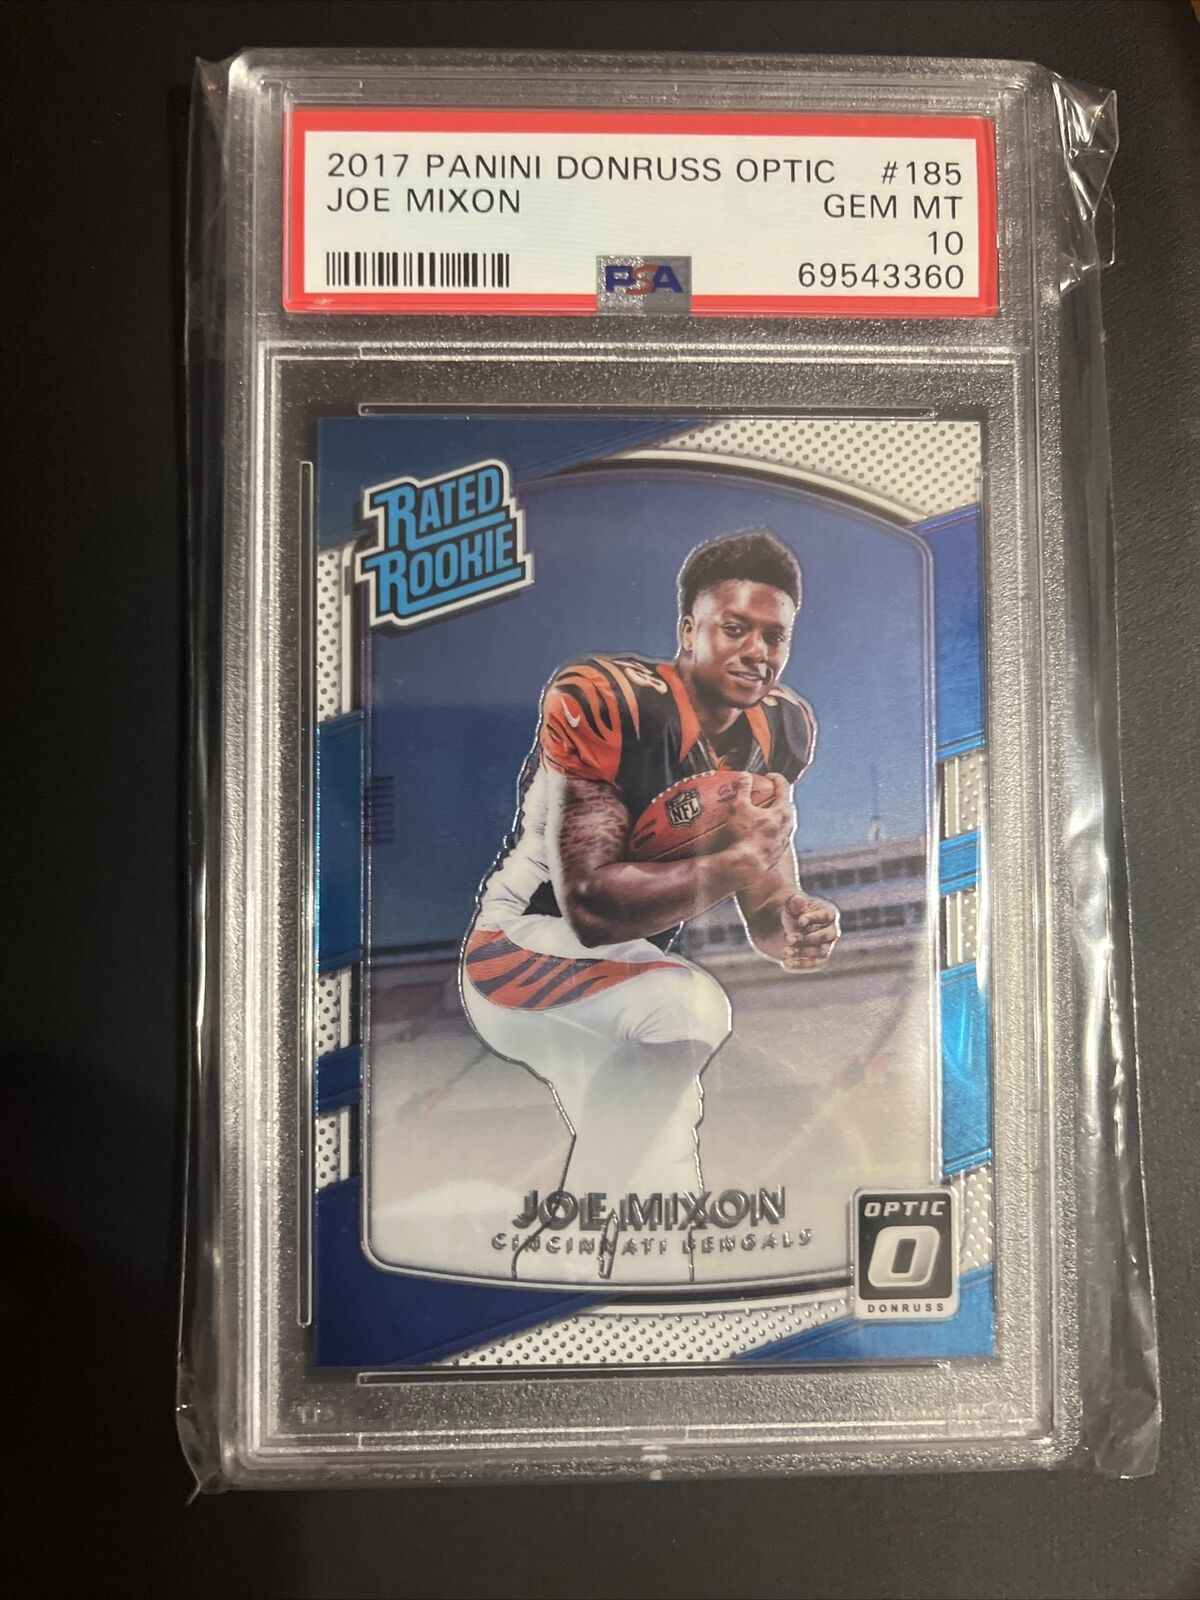 2017 PANINI DONRUSS OPTIC #185
JOE MIXON GEM MT
10
69543360
PSA
RATED
ROOKIE
NFL
JOE MIXON
CINCINNATI BENGALS
OPTIC
O
DONRUSS